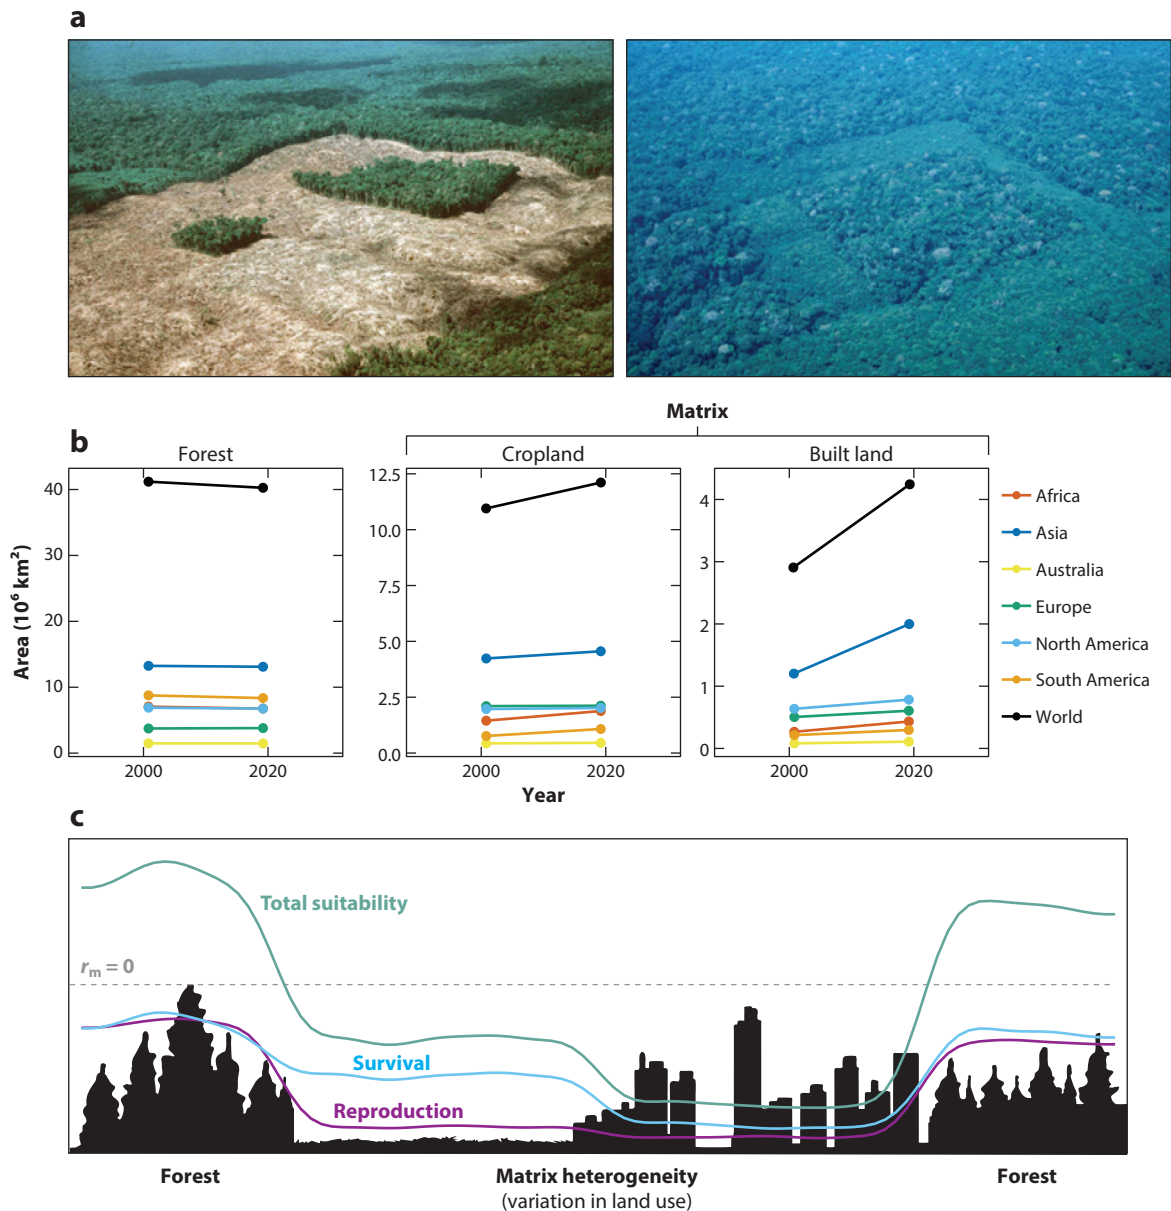 a
b
Matrix
Forest
Cropland
Built land
Area (10⁶ km²)
40
30
20
10
0
2000
2020
12.5
10.0
7.5
5.0
2.5
0.0
2000
2020
4
3
2
1
0
2000
2020
Year
Africa
Asia
Australia
Europe
North America
South America
World
c
Total suitability
rₘ = 0
Survival
Reproduction
Forest
Matrix heterogeneity
(variation in land use)
Forest